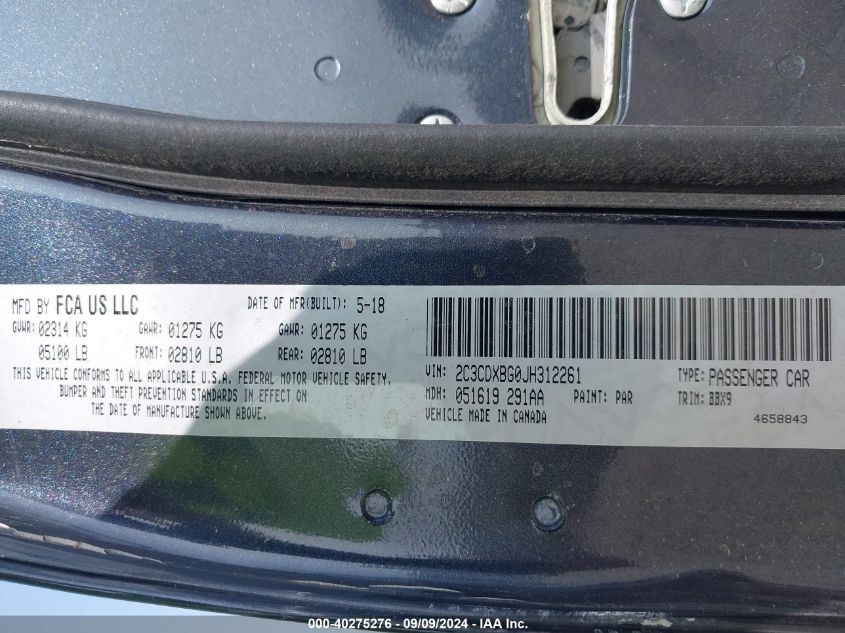 MFD BY FCA US LLC DATE OF MFR(BUILT): 5-18
GVWR: 02314 KG GAWR: 01275 KG GAWR: 01275 KG
05100 LB FRONT: 02810 LB REAR: 02810 LB
THIS VEHICLE CONFORMS TO ALL APPLICABLE U.S.A. FEDERAL MOTOR VEHICLE SAFETY,
BUMPER AND THEFT PREVENTION STANDARDS IN EFFECT ON
THE DATE OF MANUFACTURE SHOWN ABOVE.
VIN: 2C3CDXBG0JH312261 TYPE: PASSENGER CAR
MDH: 051619 291AA PAINT: PAR TRIM: BBX9
VEHICLE MADE IN CANADA 4658843
000-40275276 - 09/09/2024 - IAA Inc.